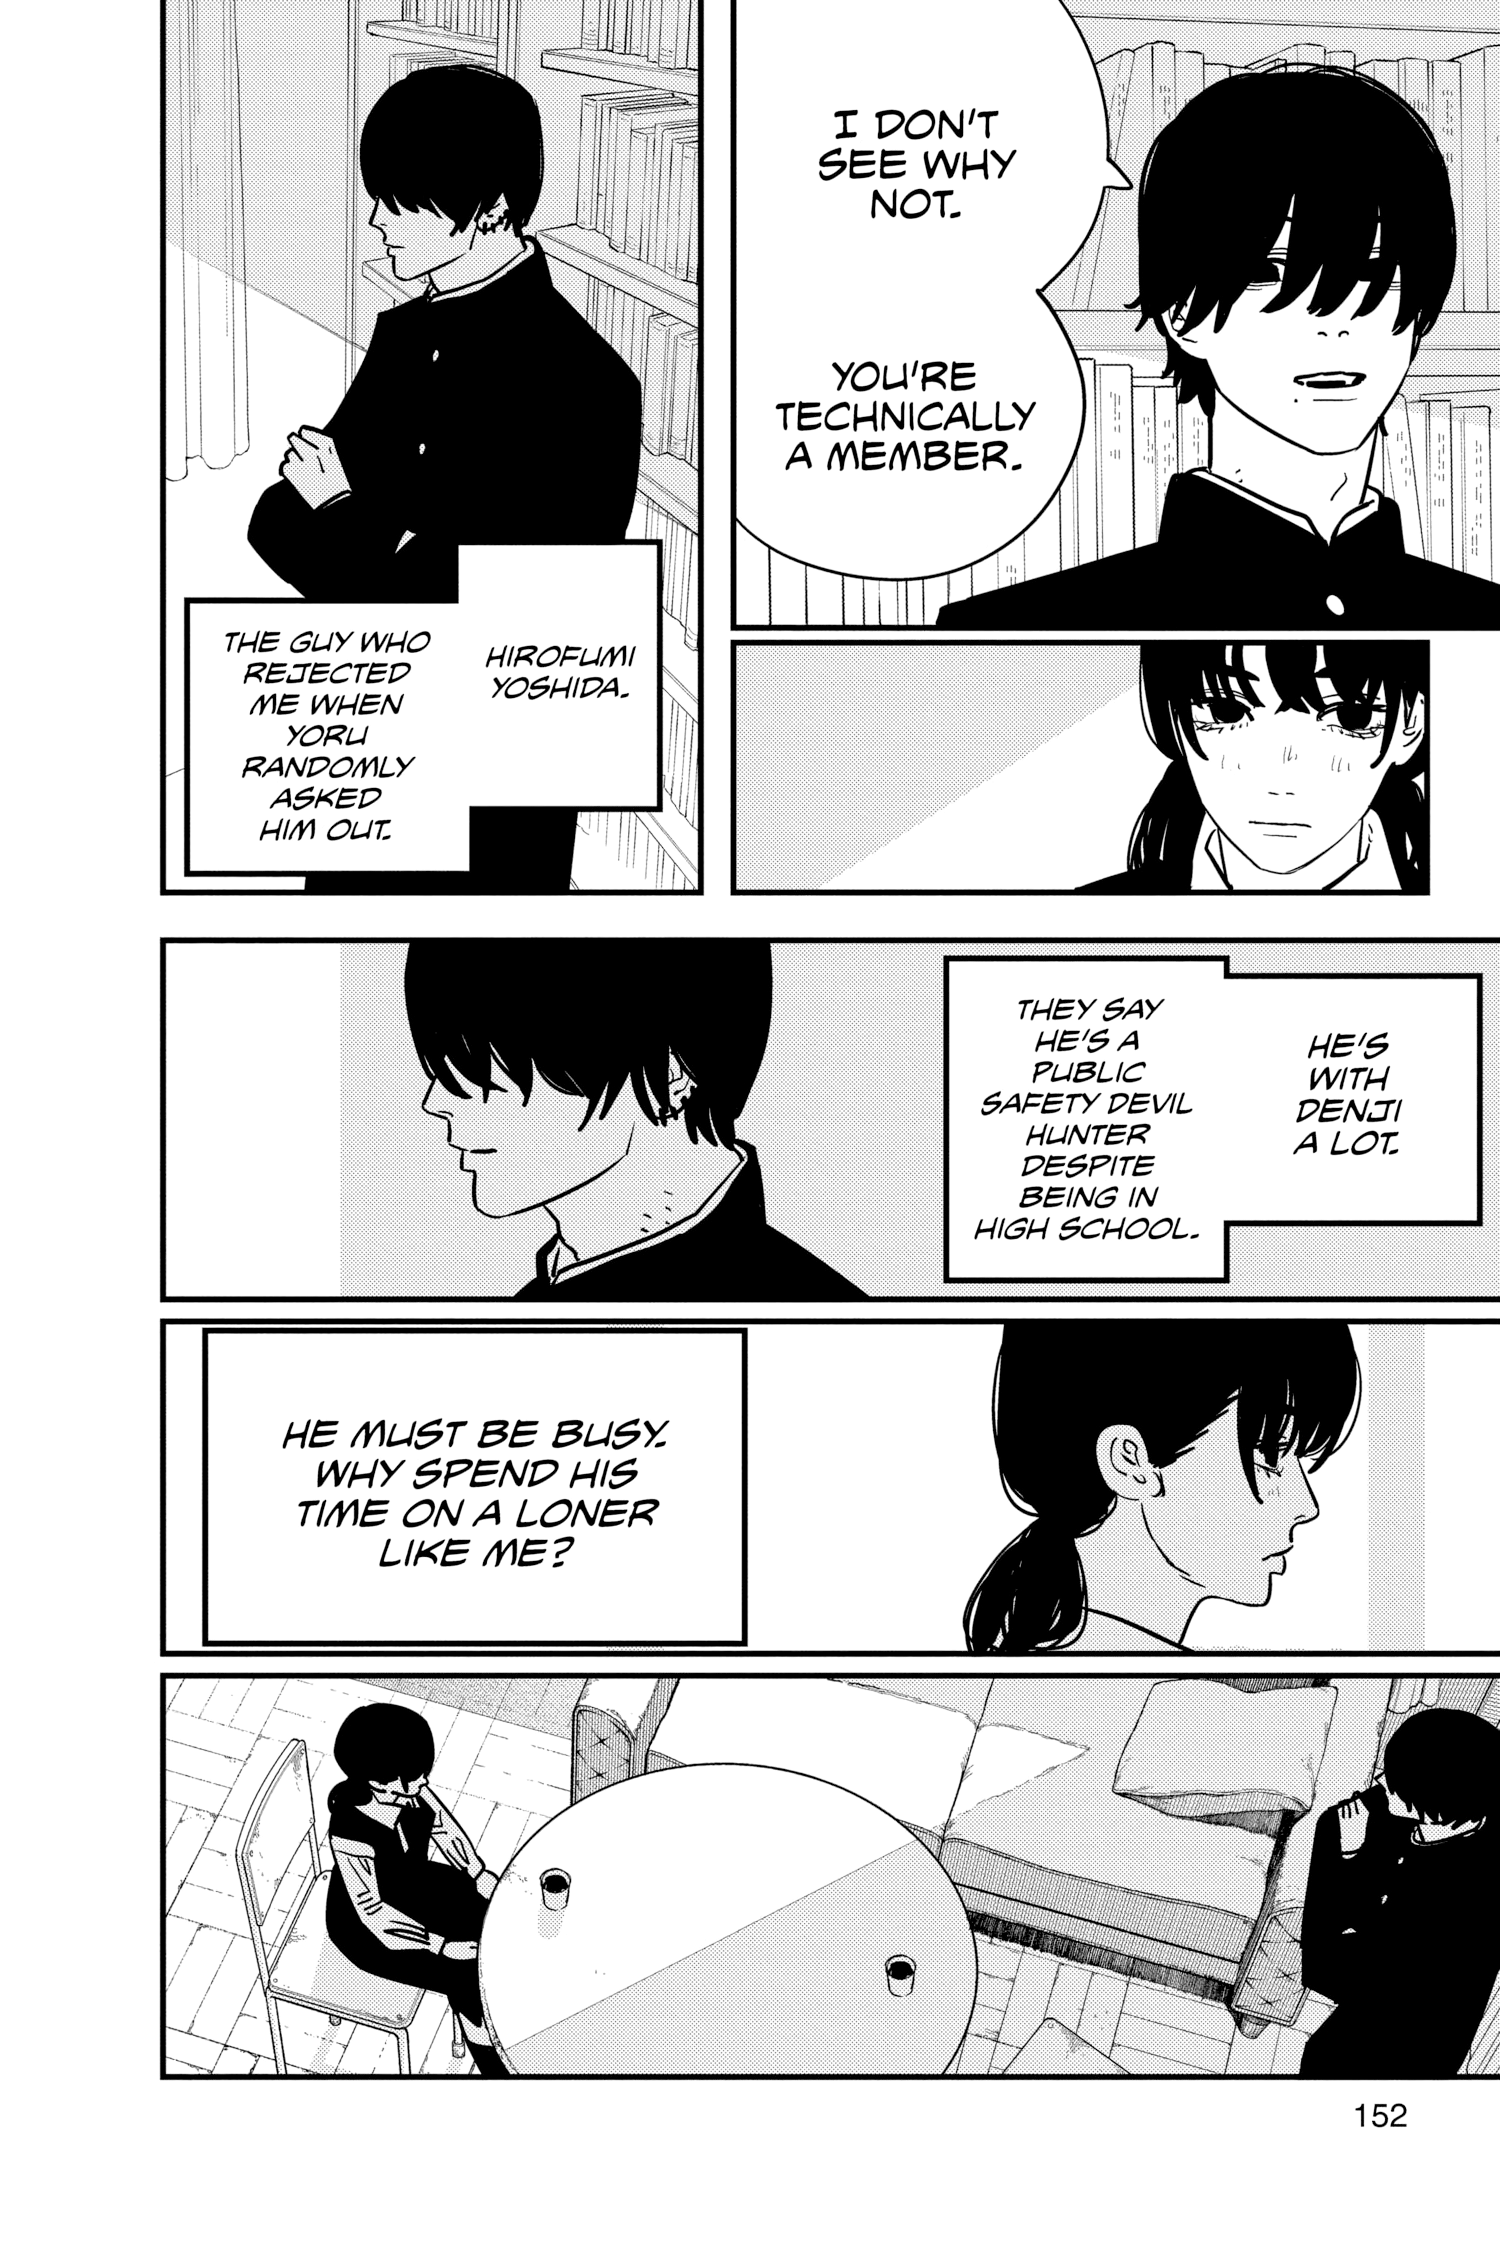 I DON'T
SEE WHY
NOT.
YOU'RE
TECHNICALLY
A MEMBER.
HIROFUMI
YOSHIDA.
THE GUY WHO
REJECTED
ME WHEN
YORU
RANDOMLY
ASKED
HIM OUT.
HE'S
WITH
DENJI
A LOT.
THEY SAY
HE'S A
PUBLIC
SAFETY DEVIL
HUNTER
DESPITE
BEING IN
HIGH SCHOOL.
HE MUST BE BUSY.
WHY SPEND HIS
TIME ON A LONER
LIKE ME?
152